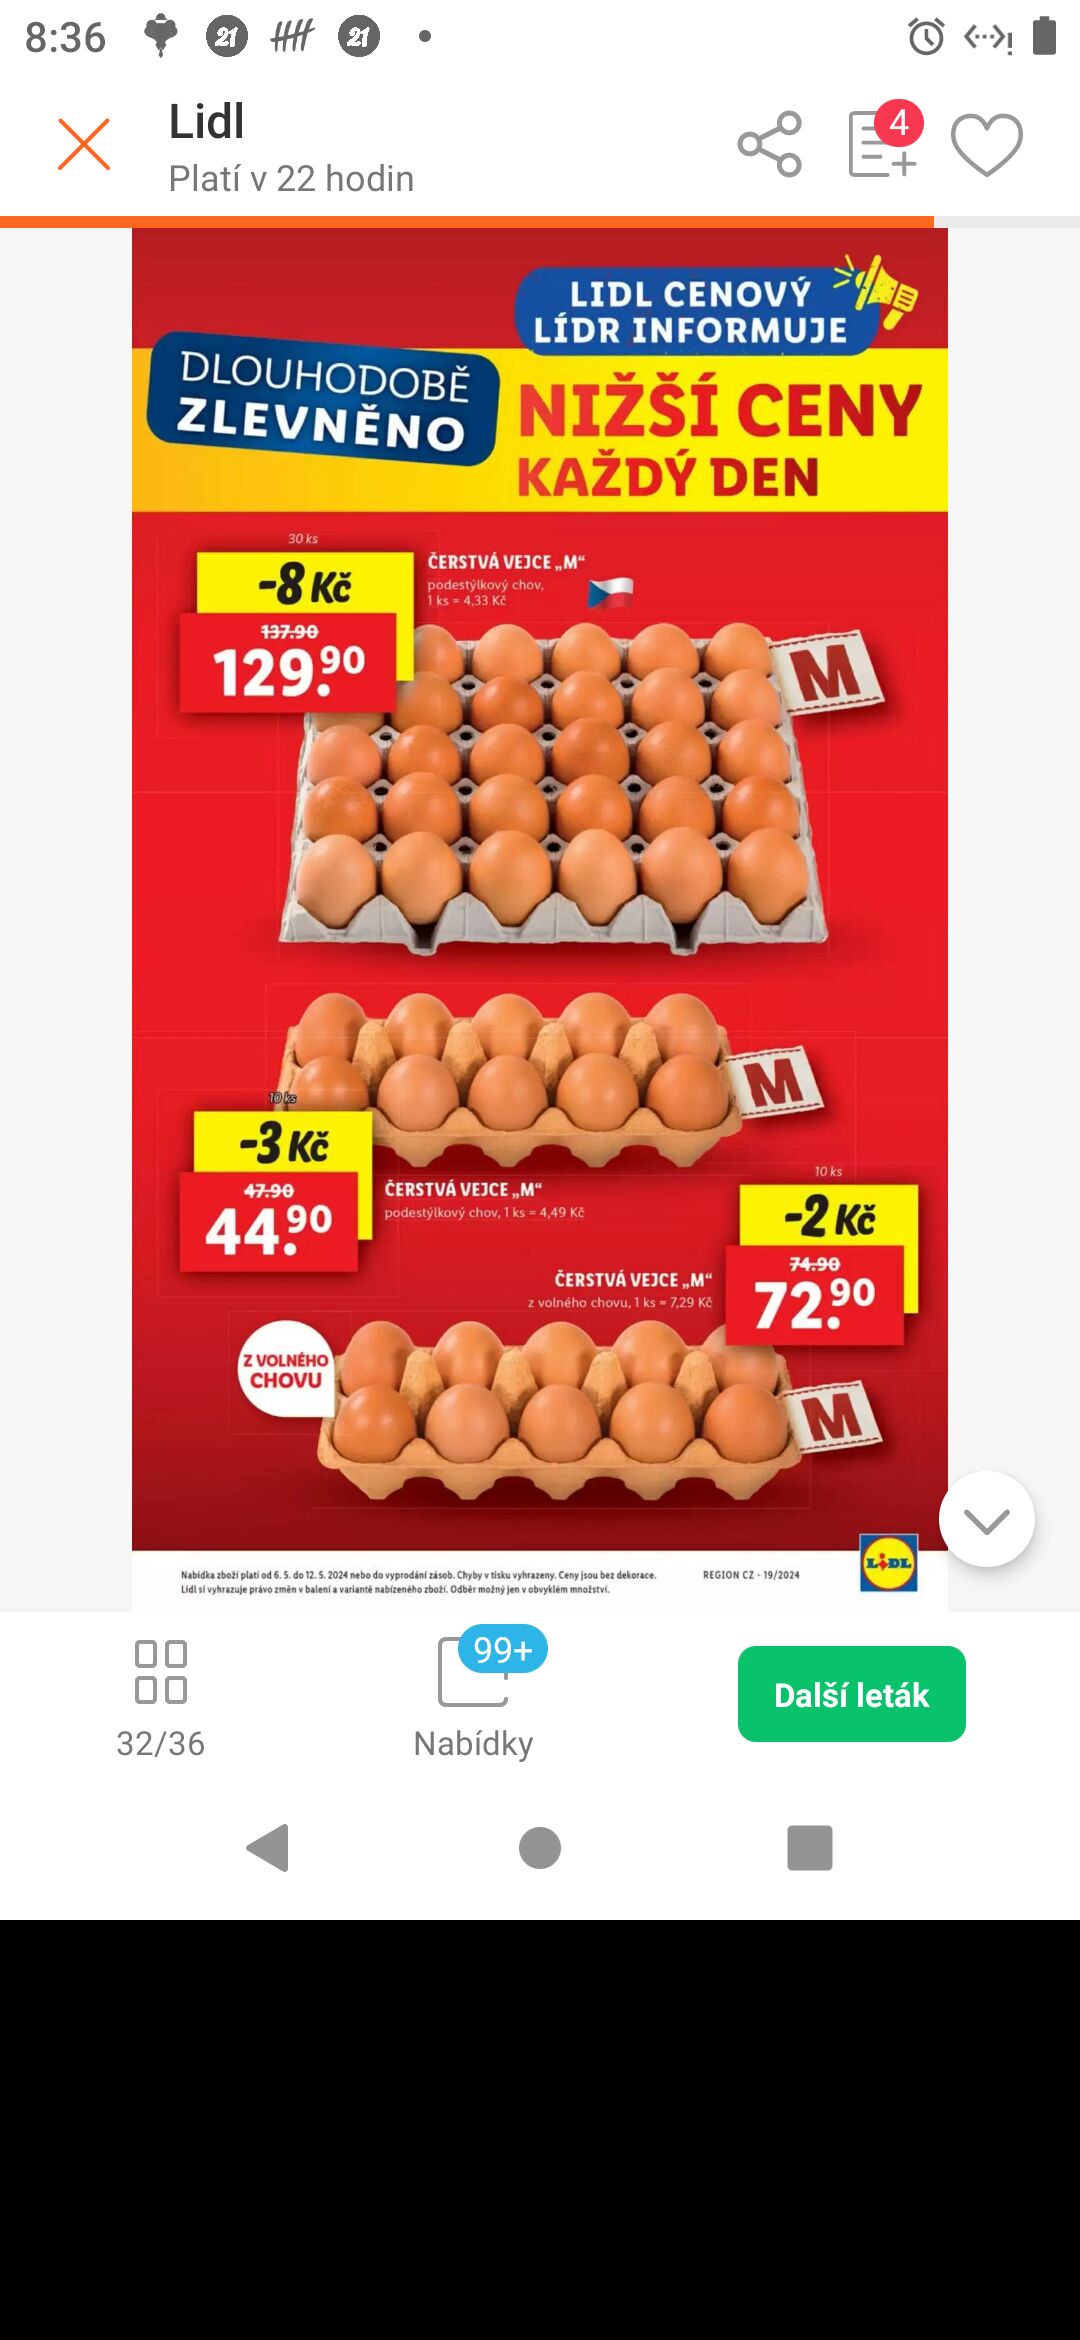 8:36
21
21
Lidl
Platí v 22 hodin
4
LIDL CENOVÝ
LÍDR INFORMUJE
DLOUHODOBĚ
ZLEVNĚNO
NIŽŠÍ CENY
KAŽDÝ DEN
30 ks
-8 Kč
137.90
129.90
ČERSTVÁ VEJCE „M“
podestýlkový chov,
1 ks = 4,33 Kč
M
M
10 ks
-3 Kč
47.90
44.90
ČERSTVÁ VEJCE „M“
podestýlkový chov, 1 ks = 4,49 Kč
10 ks
-2 Kč
74.90
72.90
ČERSTVÁ VEJCE „M“
z volného chovu, 1 ks = 7,29 Kč
Z VOLNÉHO
CHOVU
M
Nabídka zboží platí od 6. 5. do 12. 5. 2024 nebo do vyprodání zásob. Chyby v tisku vyhrazeny. Ceny jsou bez dekorace.
Lidl si vyhrazuje právo změn v balení a variantě nabízeného zboží. Odběr možný jen v obvyklém množství.
REGION CZ - 19/2024
LIDL
32/36
99+
Nabídky
Další leták